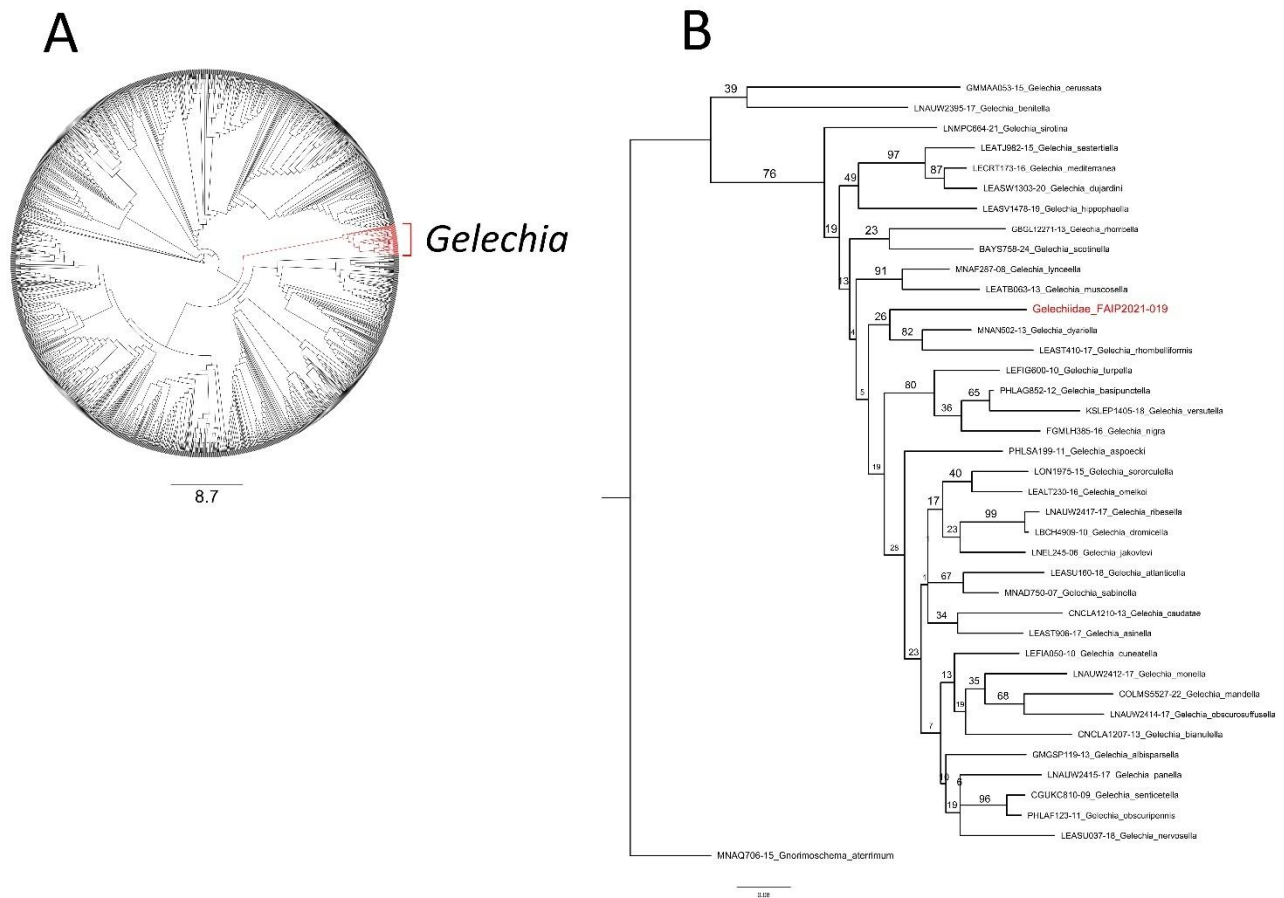 A
Gelechia
8.7
B
39
GMMAA053-15_Gelechia_cerussata
LNAUW2395-17_Gelechia_benitella
LNMPC664-21_Gelechia_sirotina
76
97
LEATJ982-15_Gelechia_sestertiella
87
LECRT173-16_Gelechia_mediterranea
49
LEASW1303-20_Gelechia_dujardini
LEASV1478-19_Gelechia_hippophaella
19
GBGL12271-13_Gelechia_rhombella
23
BAYS758-24_Gelechia_scotinella
13
91
MNAF287-08_Gelechia_lynceella
LEATB063-13_Gelechia_muscosella
4
Gelechiidae_FAIP2021-019
26
82
MNAN502-13_Gelechia_dyariella
LEAST410-17_Gelechia_rhombelliformis
5
LEFIG600-10_Gelechia_turpella
80
65
PHLAG852-12_Gelechia_basipunctella
36
KSLEP1405-18_Gelechia_versutella
FGMLH385-16_Gelechia_nigra
19
PHLSA199-11_Gelechia_aspoecki
40
LON1975-15_Gelechia_sororculella
17
LEALT230-16_Gelechia_omelkoi
99
LNAUW2417-17_Gelechia_ribesella
23
LBCH4909-10_Gelechia_dromicella
1
25
LNEL245-06_Gelechia_jakovlevi
1
67
LEASU160-18_Gelechia_atlanticella
MNAD750-07_Gelechia_sabinella
34
CNCLA1210-13_Gelechia_caudatae
LEAST906-17_Gelechia_asinella
23
LEFIA050-10_Gelechia_cuneatella
13
35
LNAUW2412-17_Gelechia_monella
68
COLMS5527-22_Gelechia_mandella
19
LNAUW2414-17_Gelechia_obscurosuffusella
7
CNCLA1207-13_Gelechia_bianulella
GMGSP119-13_Gelechia_albisparsella
10
6
LNAUW2415-17_Gelechia_panella
96
CGUKC810-09_Gelechia_senticetella
19
PHLAF123-11_Gelechia_obscuripennis
LEASU037-18_Gelechia_nervosella
MNAQ706-15_Gnorimoschema_aterrimum